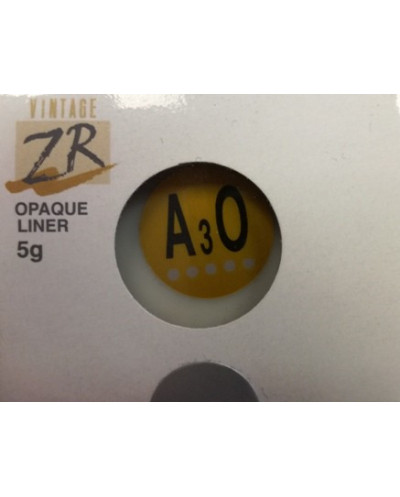 VINTAGE
ZR
OPAQUE
LINER
5g
A3O